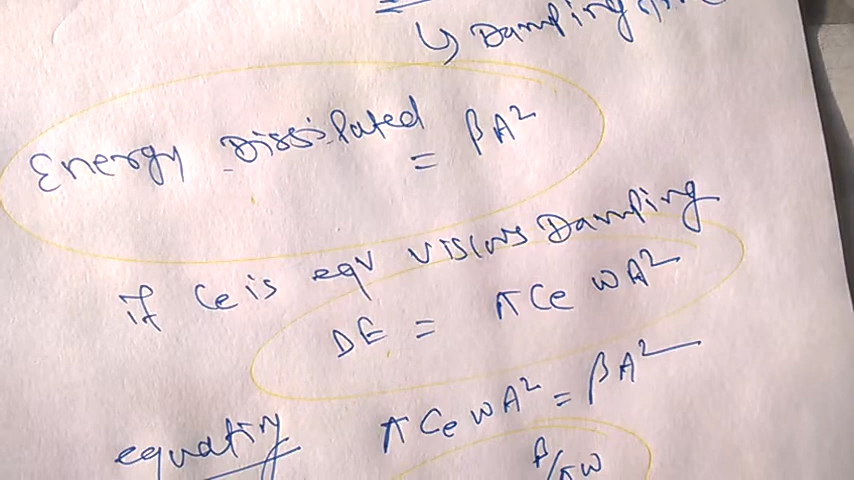 ↳ Damping
Energy Dissipated
= βA²
if Ce is eqv viscous Damping
DE = πCe ωA²
equating πCe ωA² = βA²
β/πω